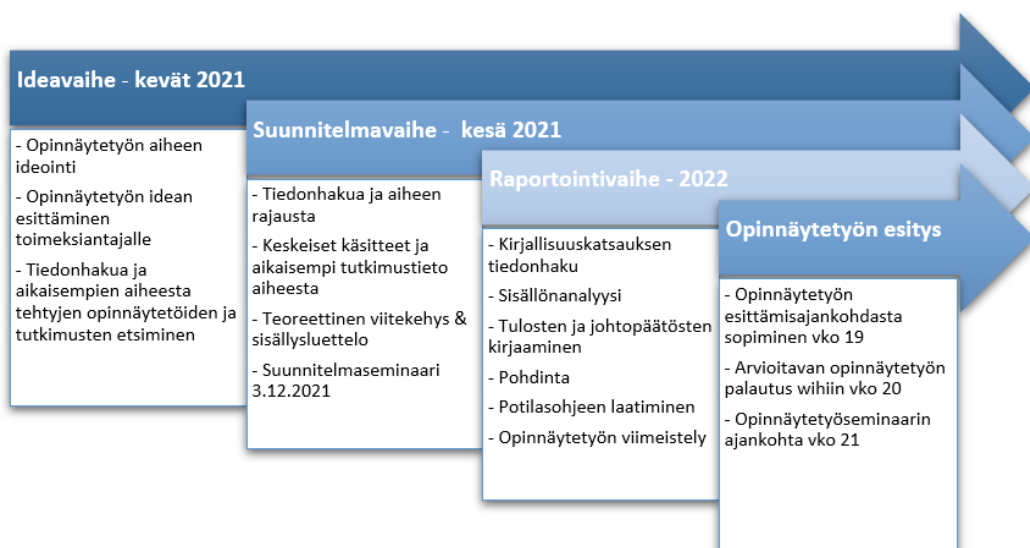 Ideavaihe - kevät 2021
- Opinnäytetyön aiheen
ideointi
- Opinnäytetyön idean
esittäminen
toimeksiantajalle
- Tiedonhakua ja
aikaisempien aiheesta
tehtyjen opinnäytetöiden ja
tutkimusten etsiminen
Suunnitelmavaihe - kesä 2021
- Tiedonhakua ja aiheen
rajausta
- Keskeiset käsitteet ja
aikaisempi tutkimustieto
aiheesta
- Teoreettinen viitekehys &
sisällysluettelo
- Suunnitelmaseminaari
3.12.2021
Raportointivaihe - 2022
- Kirjallisuuskatsauksen
tiedonhaku
- Sisällönanalyysi
- Tulosten ja johtopäätösten
kirjaaminen
- Pohdinta
- Potilasohjeen laatiminen
- Opinnäytetyön viimeistely
Opinnäytetyön esitys
- Opinnäytetyön
esittämisajankohdasta
sopiminen vko 19
- Arvioitavan opinnäytetyön
palautus wihiin vko 20
- Opinnäytetyöseminaarin
ajankohta vko 21